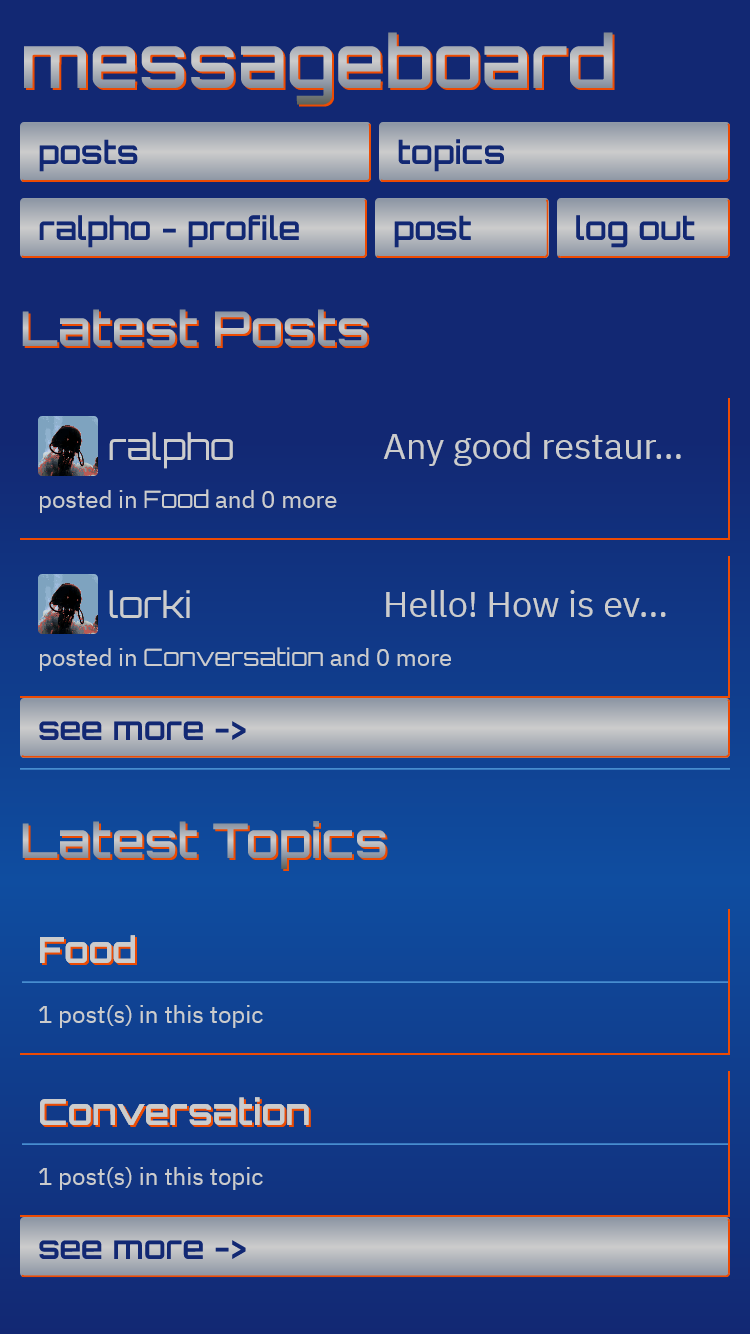 messageboard
posts topics
ralpho - profile post log out
Latest Posts
ralpho Any good restaur...
posted in Food and 0 more
lorki Hello! How is ev...
posted in Conversation and 0 more
see more ->
Latest Topics
Food
1 post(s) in this topic
Conversation
1 post(s) in this topic
see more ->